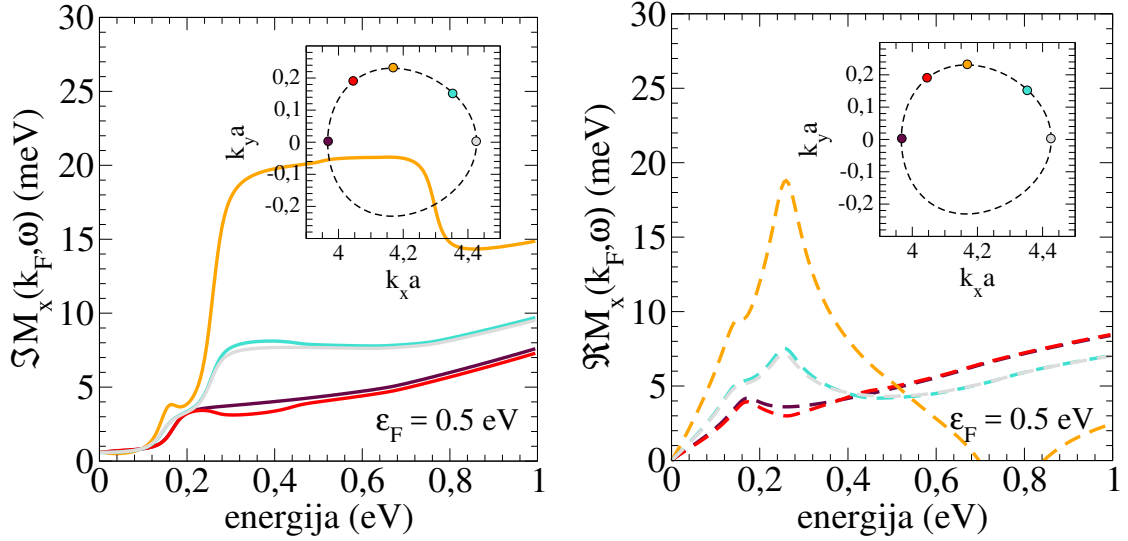 ℑM_x(k_F,ω) (meV)
30
25
20
15
10
5
0
0 0,2 0,4 0,6 0,8 1
energija (eV)
ε_F = 0.5 eV
k_y a
0,2
0,1
0
-0,1
-0,2
4 4,2 4,4
k_x a
ℜM_x(k_F,ω) (meV)
30
25
20
15
10
5
0
0 0,2 0,4 0,6 0,8 1
energija (eV)
ε_F = 0.5 eV
k_y a
0,2
0,1
0
-0,1
-0,2
4 4,2 4,4
k_x a